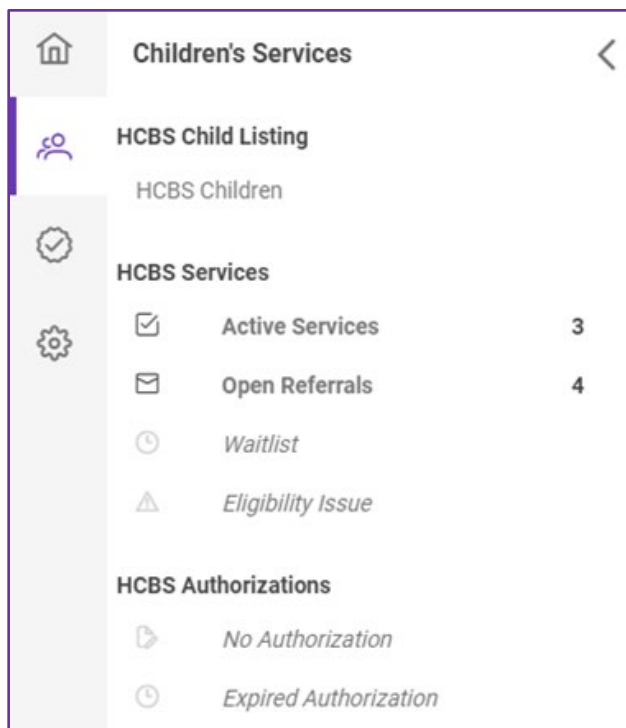 Children's Services
HCBS Child Listing
HCBS Children
HCBS Services
Active Services 3
Open Referrals 4
Waitlist
Eligibility Issue
HCBS Authorizations
No Authorization
Expired Authorization